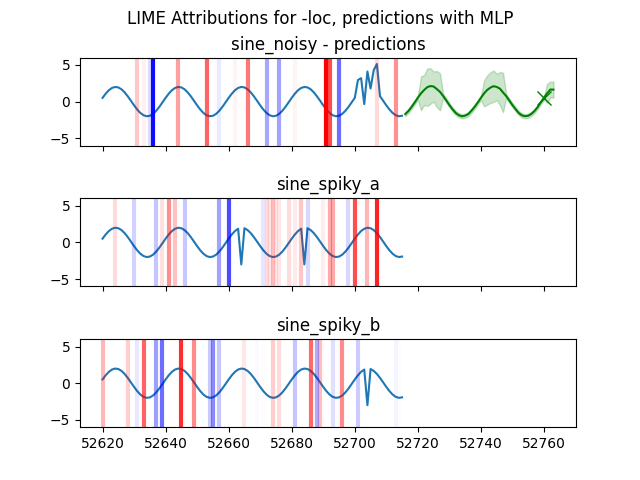 LIME Attributions for -loc, predictions with MLP
sine_noisy - predictions
5
0
−5
sine_spiky_a
5
0
−5
sine_spiky_b
5
0
−5
52620 52640 52660 52680 52700 52720 52740 52760